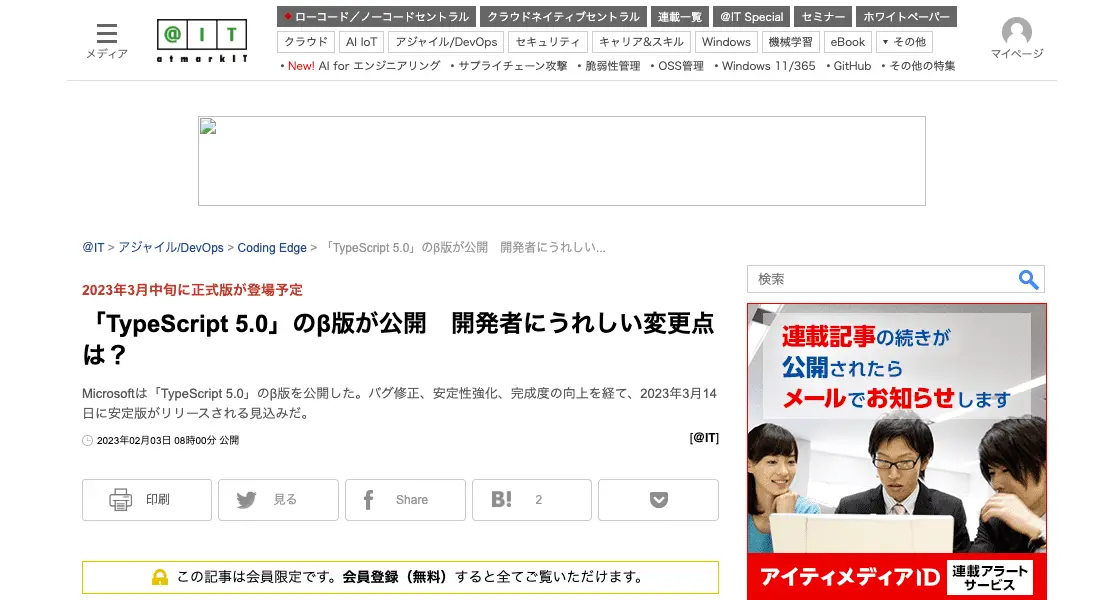 メディア
@IT
atmarkIT
ローコード／ノーコードセントラル
クラウドネイティブセントラル
連載一覧
@IT Special
セミナー
ホワイトペーパー
クラウド
AI IoT
アジャイル/DevOps
セキュリティ
キャリア&スキル
Windows
機械学習
eBook
▼ その他
・New! AI for エンジニアリング ・サプライチェーン攻撃 ・脆弱性管理 ・OSS管理 ・Windows 11/365 ・GitHub ・その他の特集
マイページ
@IT > アジャイル/DevOps > Coding Edge > 「TypeScript 5.0」のβ版が公開　開発者にうれしい...
2023年3月中旬に正式版が登場予定
「TypeScript 5.0」のβ版が公開　開発者にうれしい変更点
は？
Microsoftは「TypeScript 5.0」のβ版を公開した。バグ修正、安定性強化、完成度の向上を経て、2023年3月14
日に安定版がリリースされる見込みだ。
2023年02月03日 08時00分 公開
[@IT]
印刷
見る
Share
B! 2
この記事は会員限定です。会員登録（無料）すると全てご覧いただけます。
検索
連載記事の続きが
公開されたら
メールでお知らせします
アイティメディアID
連載アラート
サービス